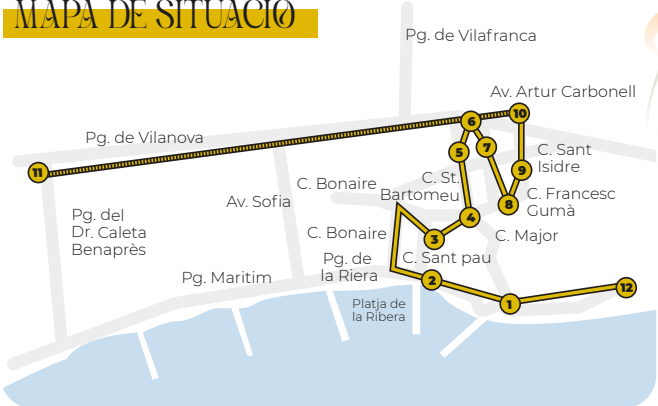 MAPA DE SITUACIÓ
Pg. de Vilafranca
Av. Artur Carbonell
10
6
Pg. de Vilanova
7
5
C. Sant
Isidre
9
11
C. St.
Bartomeu
C. Bonaire
C. Francesc
Gumà
8
Av. Sofia
Pg. del
Dr. Caleta
Benaprès
4
C. Bonaire
3
C. Major
Pg. de
la Riera
C. Sant pau
Pg. Maritim
2
12
Platja de
la Ribera
1